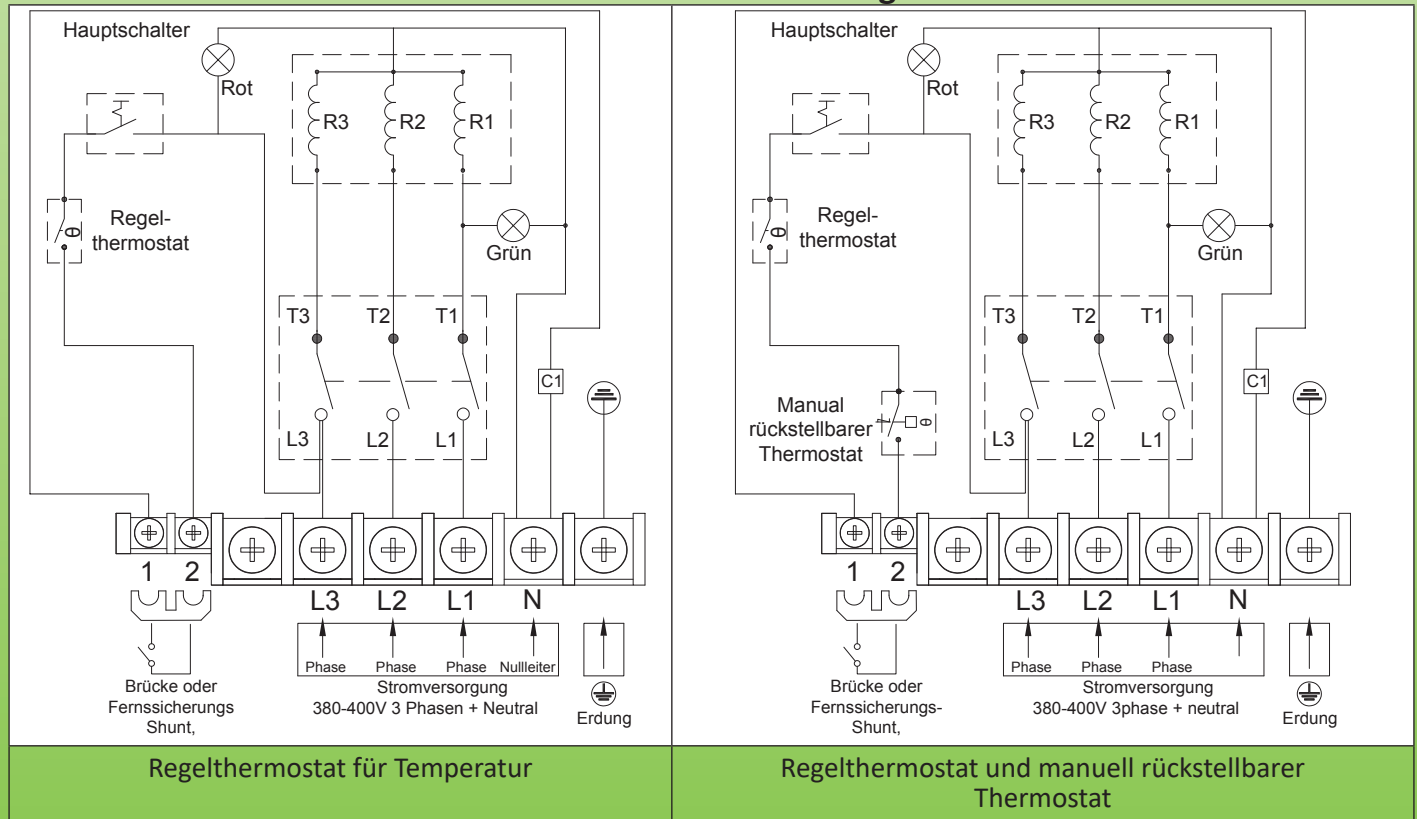 Hauptschalter
Rot
R3 R2 R1
Regel-
thermostat
θ
Grün
T3 T2 T1
C1
L3 L2 L1
1 2
L3 L2 L1 N
Phase Phase Phase Nullleiter
Brücke oder
Fernssicherungs
Shunt,
Stromversorgung
380-400V 3 Phasen + Neutral
Erdung
Regelthermostat für Temperatur
Hauptschalter
Rot
R3 R2 R1
Regel-
thermostat
θ
Grün
T3 T2 T1
C1
Manual
rückstellbarer
Thermostat
θ
L3 L2 L1
1 2
L3 L2 L1 N
Phase Phase Phase
Brücke oder
Fernssicherungs-
Shunt,
Stromversorgung
380-400V 3phase + neutral
Erdung
Regelthermostat und manuell rückstellbarer
Thermostat